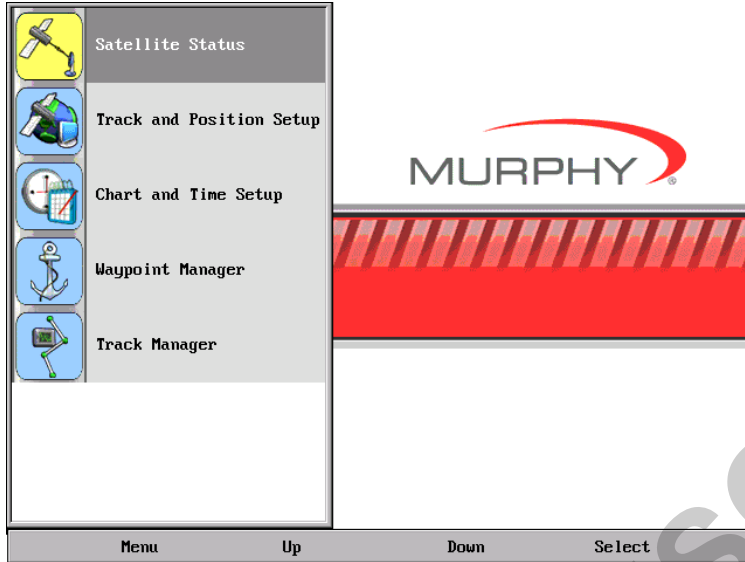 Satellite Status
Track and Position Setup
Chart and Time Setup
Waypoint Manager
Track Manager
MURPHY
®
Menu Up Down Select